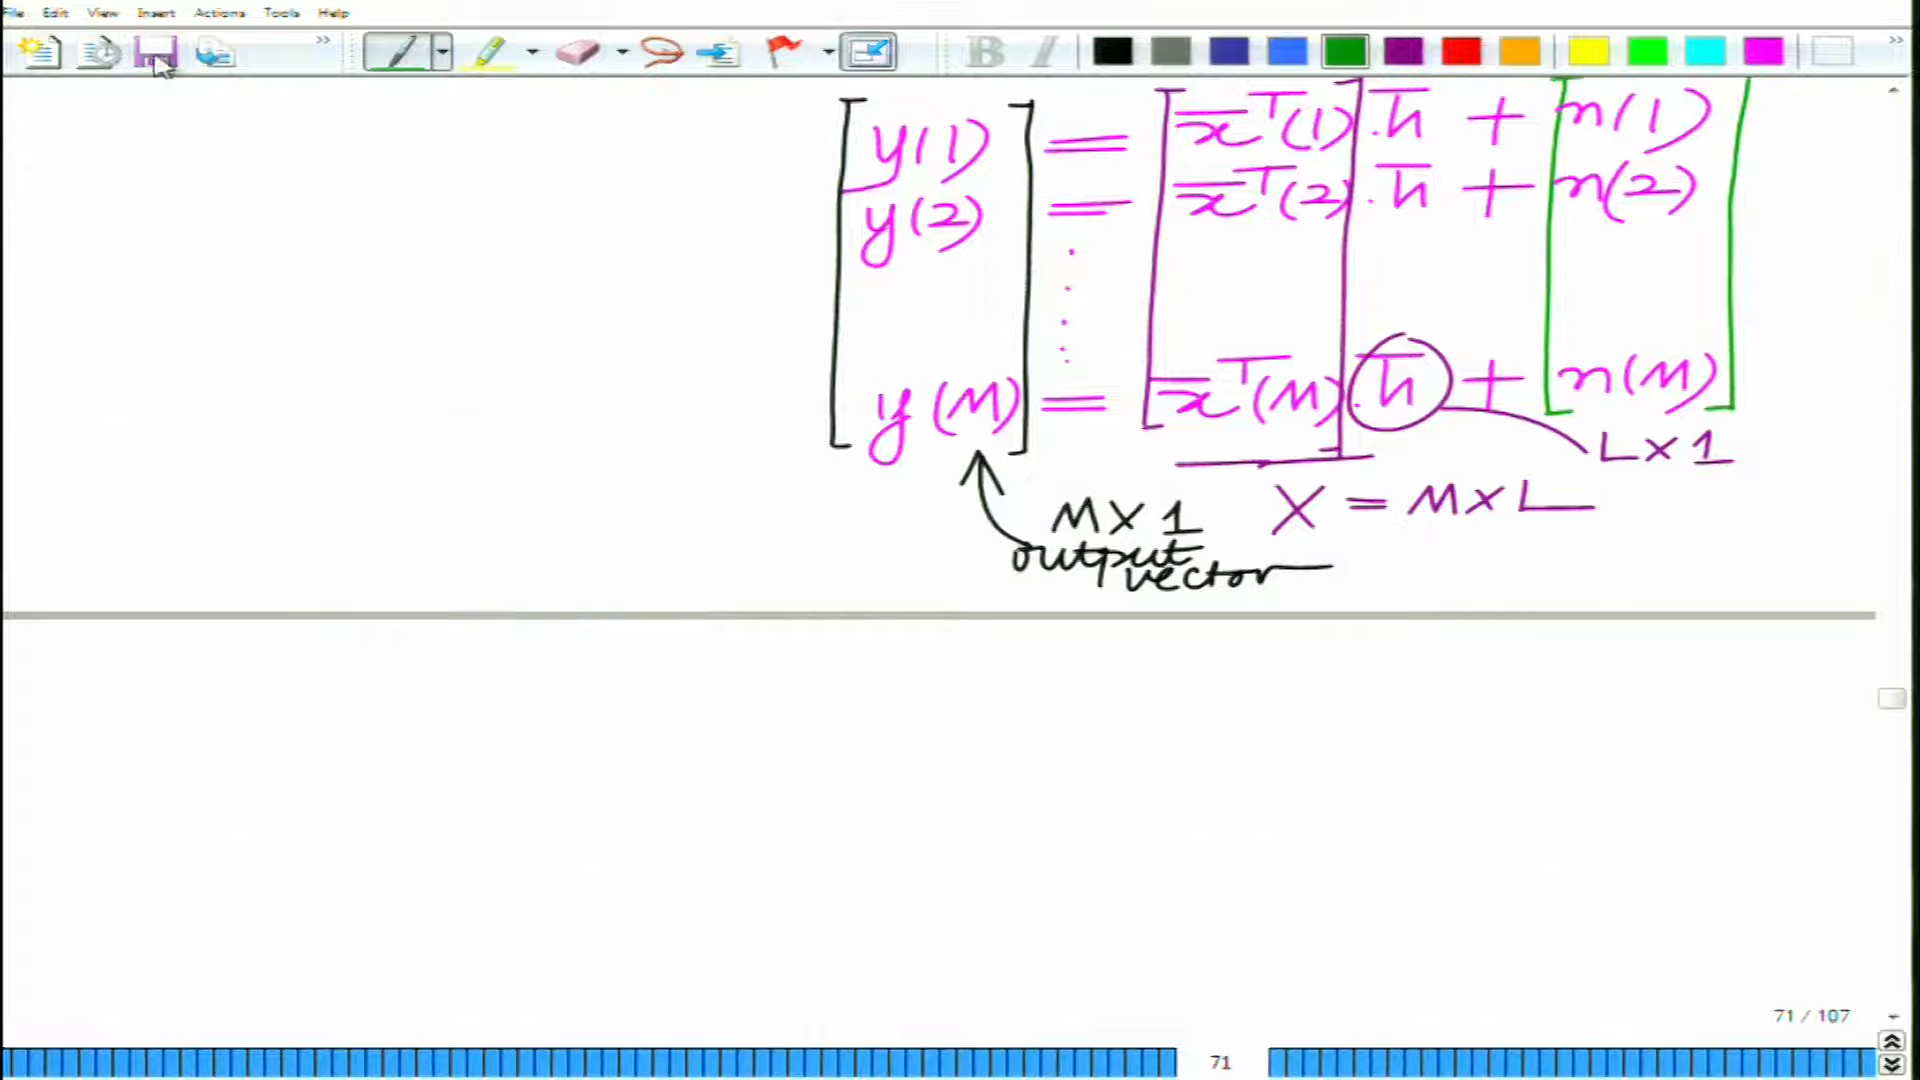 File Edit View Insert Actions Tools Help
B I
y(1) = x̄ᵀ(1) . h̄ + n(1)
y(2) = x̄ᵀ(2) . h̄ + n(2)
y(M) = x̄ᵀ(M) . h̄ + n(M)
L×1
M×1
X = M×L
output
vector
71 / 107
71